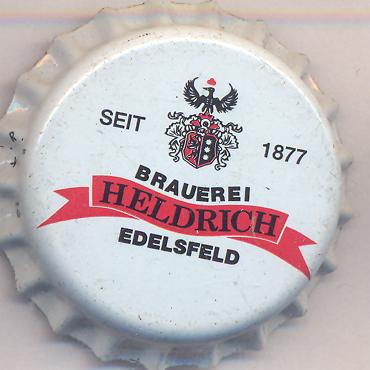 SEIT 1877
BRAUEREI
HELDRICH
EDELSFELD